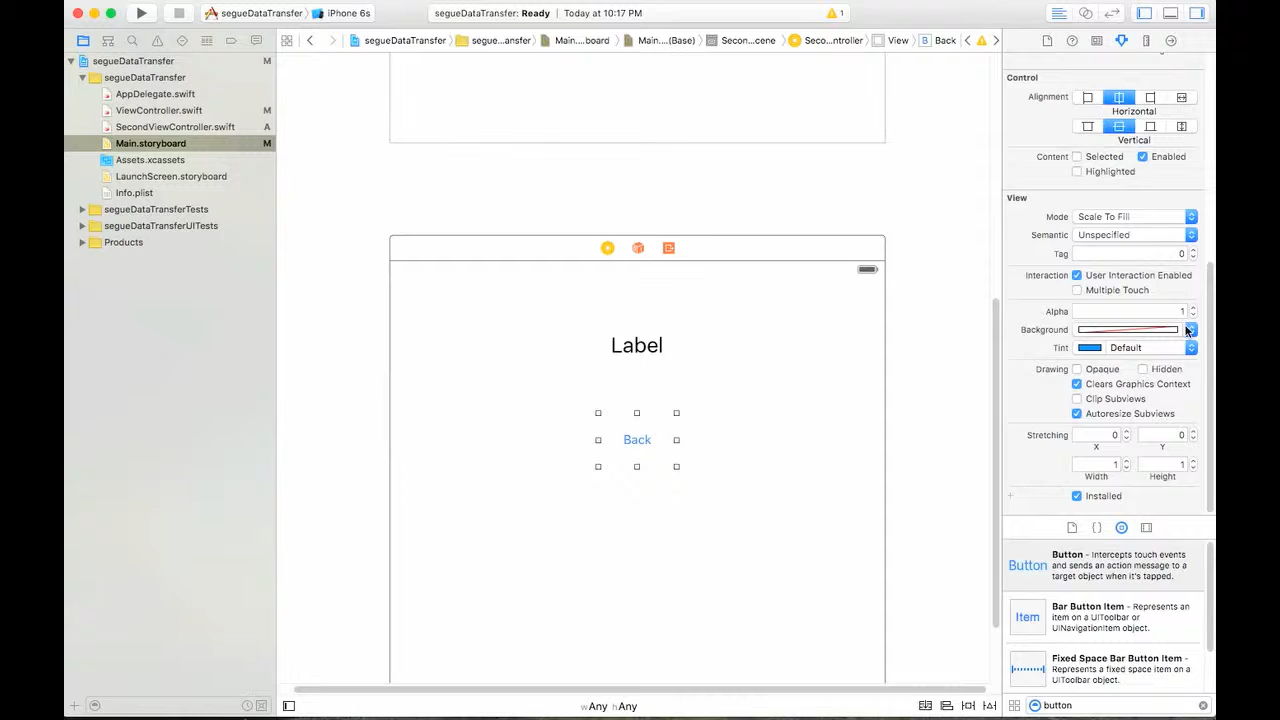 segueDataTransfer
iPhone 6s
segueDataTransfer: Ready
Today at 10:17 PM
1
segueDataTransfer
segue...ansfer
Main....board
Main....(Base)
Secon...cene
Seco...ntroller
View
B
Back
segueDataTransfer M
segueDataTransfer
AppDelegate.swift
ViewController.swift M
SecondViewController.swift A
Main.storyboard M
Assets.xcassets
LaunchScreen.storyboard
Info.plist
segueDataTransferTests
segueDataTransferUITests
Products
Label
Back
wAny hAny
Control
Alignment
Horizontal
Vertical
Content Selected Enabled
Highlighted
View
Mode Scale To Fill
Semantic Unspecified
Tag 0
Interaction User Interaction Enabled
Multiple Touch
Alpha 1
Background
Tint Default
Drawing Opaque Hidden
Clears Graphics Context
Clip Subviews
Autoresize Subviews
Stretching 0 0
X Y
1 1
Width Height
Installed
Button
Button - Intercepts touch events
and sends an action message to a
target object when it's tapped.
Item
Bar Button Item - Represents an
item on a UIToolbar or
UINavigationItem object.
Fixed Space Bar Button Item -
Represents a fixed space item on a
UIToolbar object.
button